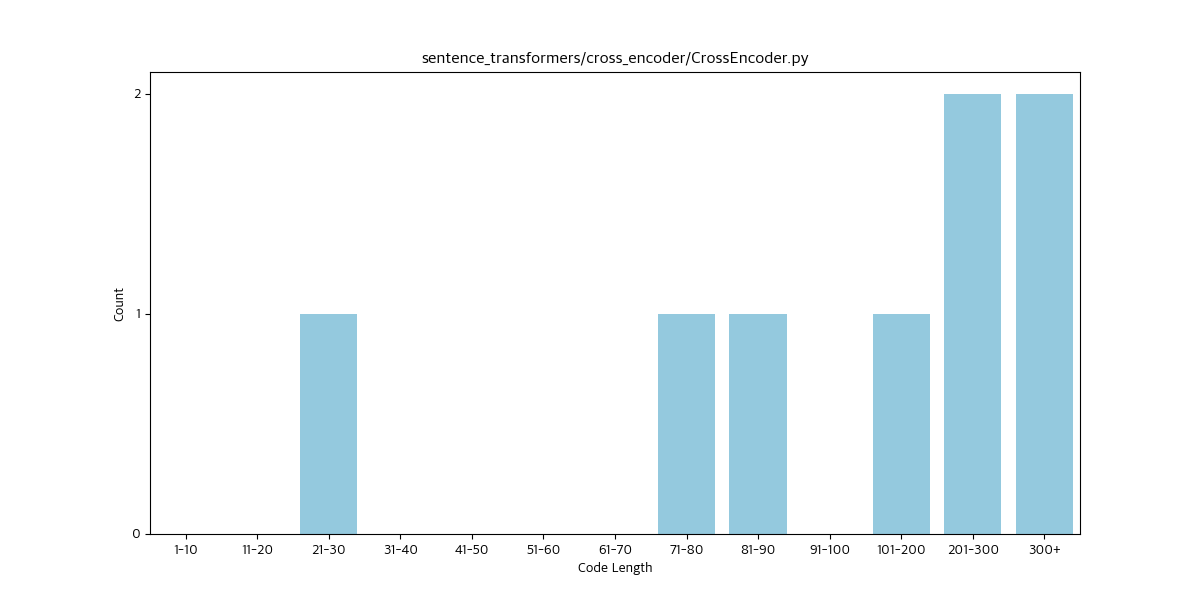 sentence_transformers/cross_encoder/CrossEncoder.py
Count
2
1
0
1-10 11-20 21-30 31-40 41-50 51-60 61-70 71-80 81-90 91-100 101-200 201-300 300+
Code Length